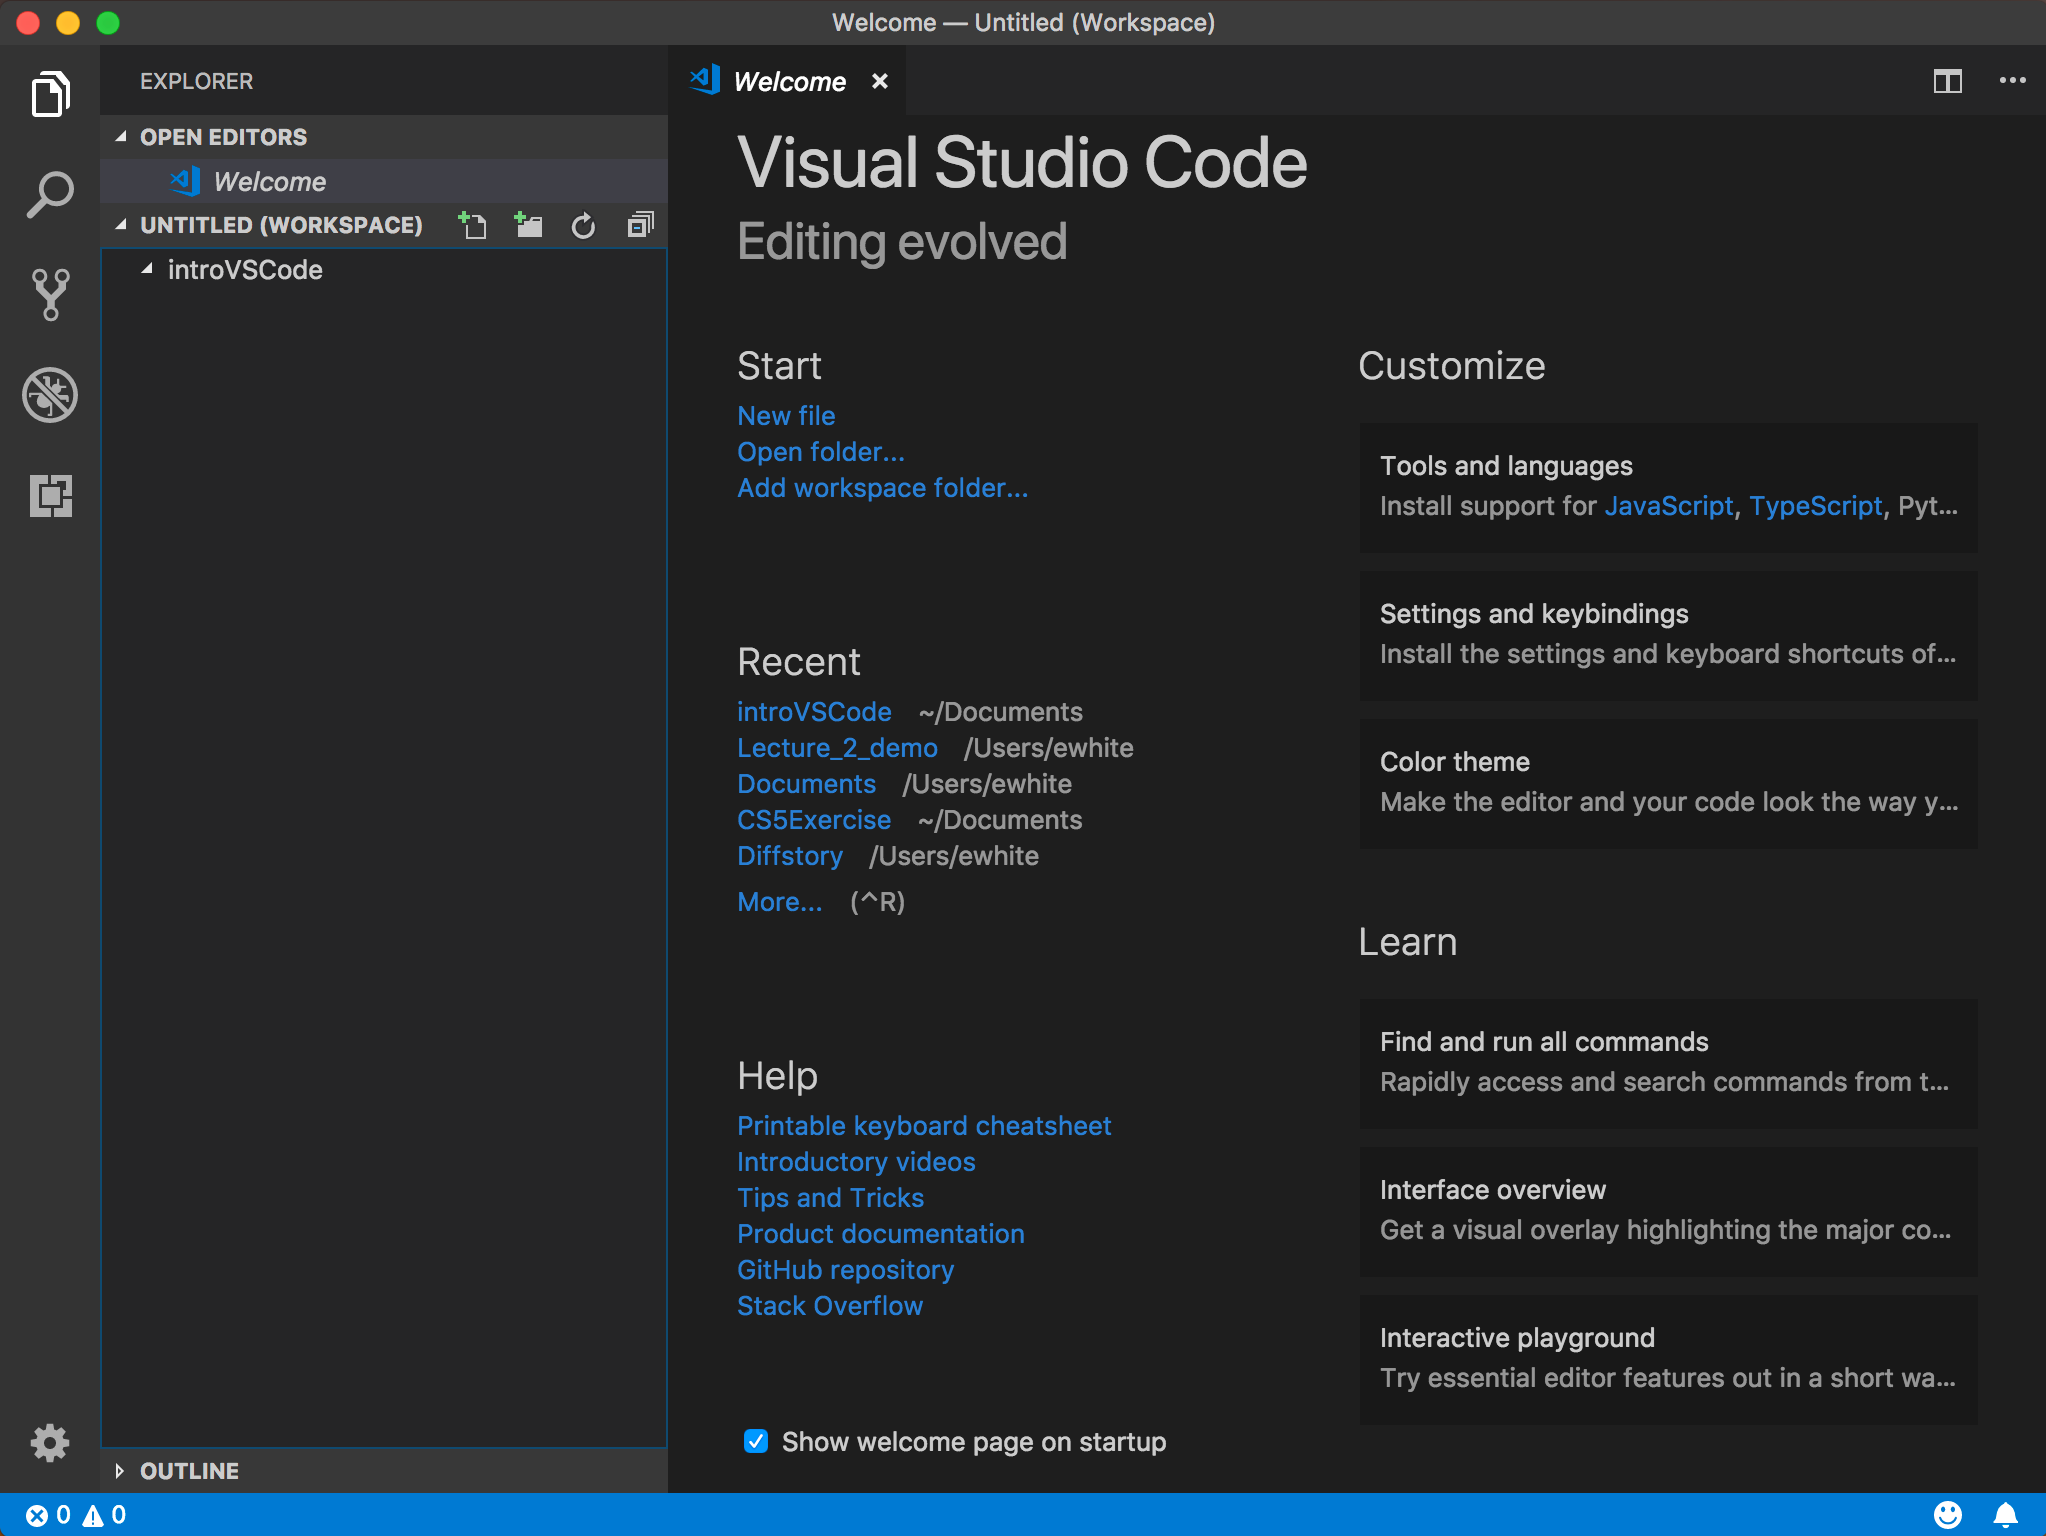 Welcome — Untitled (Workspace)
EXPLORER
OPEN EDITORS
Welcome
UNTITLED (WORKSPACE)
introVSCode
OUTLINE
Welcome
Visual Studio Code
Editing evolved
Start
New file
Open folder...
Add workspace folder...
Recent
introVSCode ~/Documents
Lecture_2_demo /Users/ewhite
Documents /Users/ewhite
CS5Exercise ~/Documents
Diffstory /Users/ewhite
More... (^R)
Help
Printable keyboard cheatsheet
Introductory videos
Tips and Tricks
Product documentation
GitHub repository
Stack Overflow
Show welcome page on startup
Customize
Tools and languages
Install support for JavaScript, TypeScript, Pyt...
Settings and keybindings
Install the settings and keyboard shortcuts of...
Color theme
Make the editor and your code look the way y...
Learn
Find and run all commands
Rapidly access and search commands from t...
Interface overview
Get a visual overlay highlighting the major co...
Interactive playground
Try essential editor features out in a short wa...
0 0